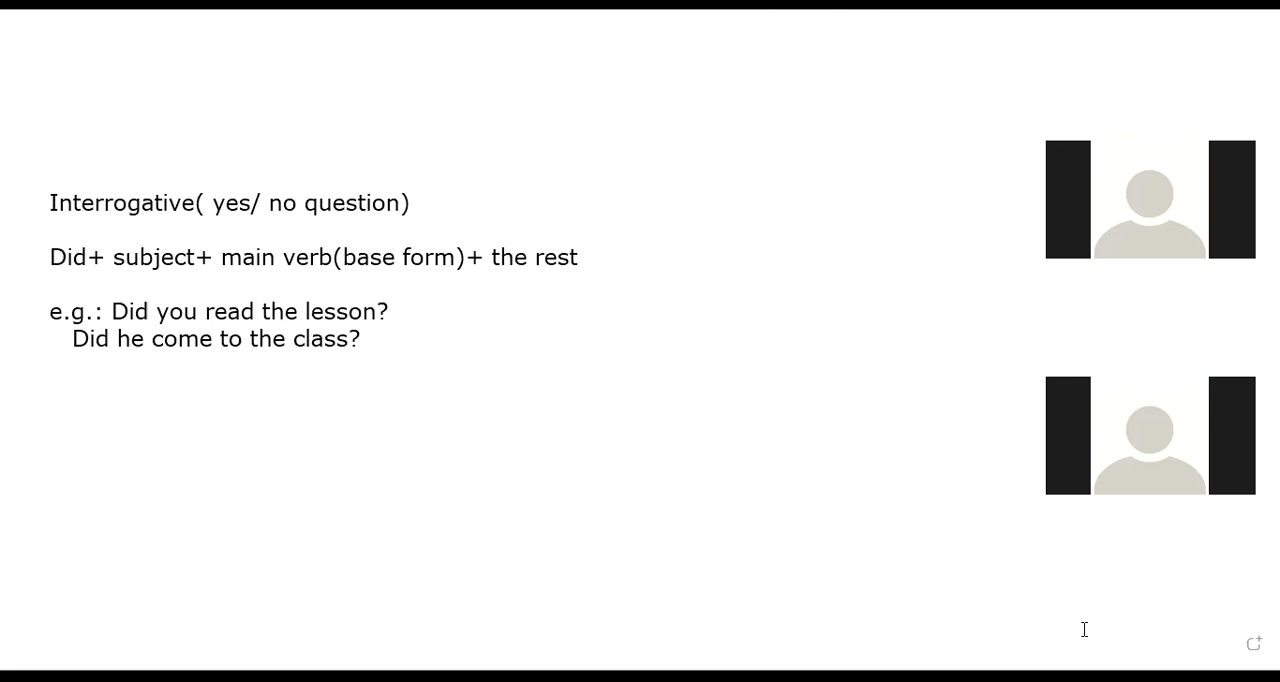 Interrogative( yes/ no question)
Did+ subject+ main verb(base form)+ the rest
e.g.: Did you read the lesson?
Did he come to the class?